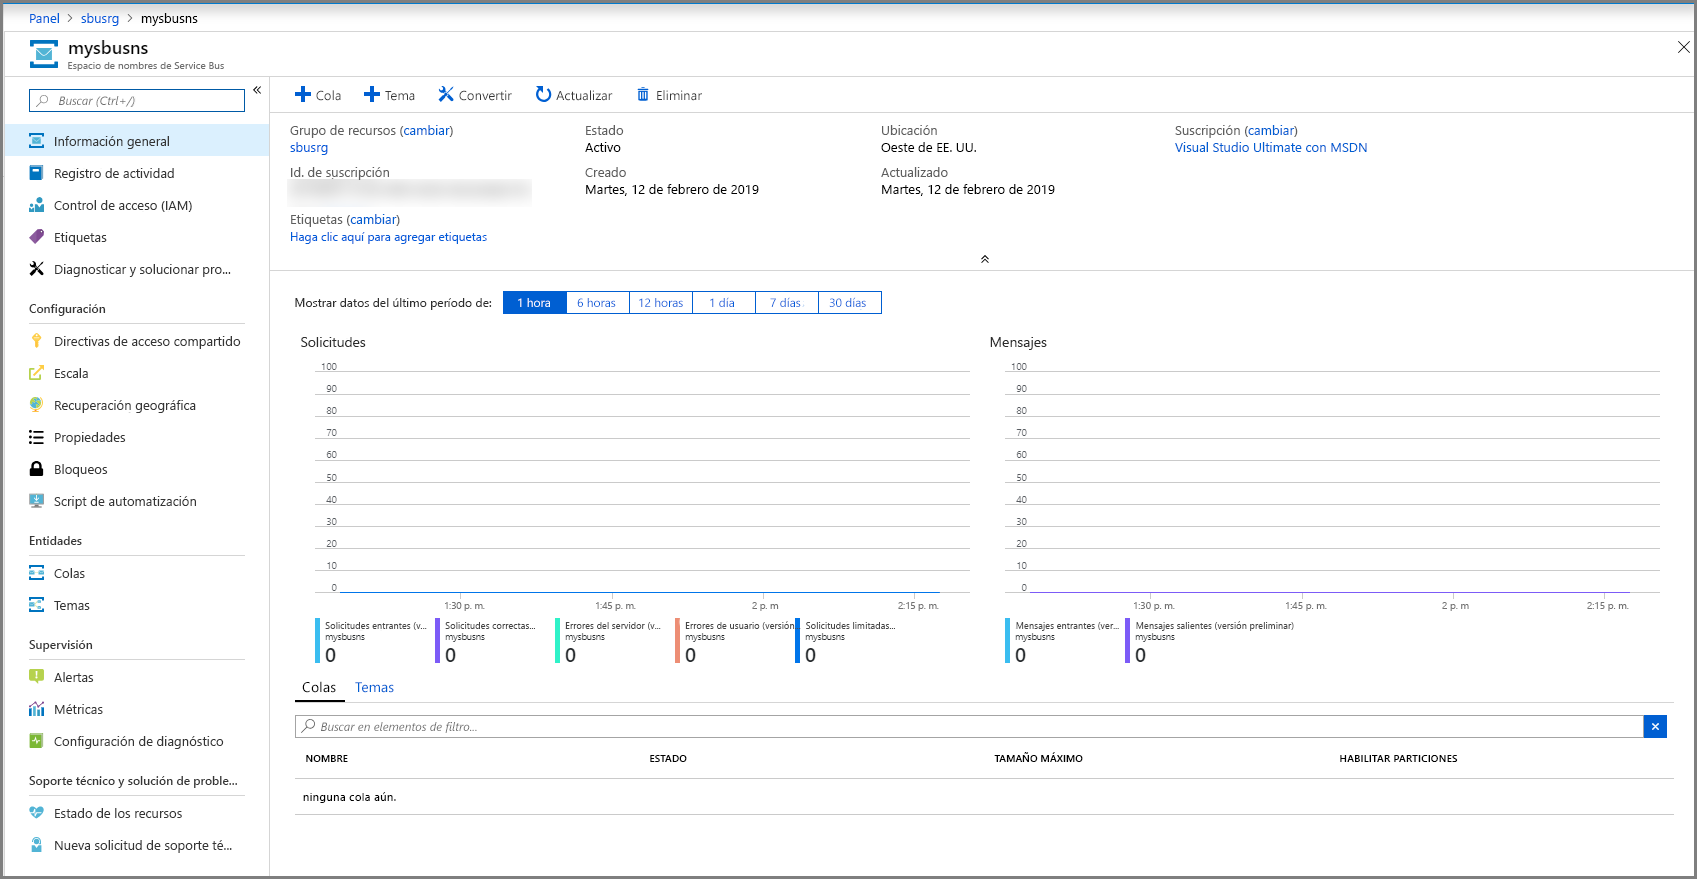 Panel > sbusrg > mysbusns
mysbusns
Espacio de nombres de Service Bus
Buscar (Ctrl+/)
«
Información general
Registro de actividad
Control de acceso (IAM)
Etiquetas
Diagnosticar y solucionar pro...
Configuración
Directivas de acceso compartido
Escala
Recuperación geográfica
Propiedades
Bloqueos
Script de automatización
Entidades
Colas
Temas
Supervisión
Alertas
Métricas
Configuración de diagnóstico
Soporte técnico y solución de proble...
Estado de los recursos
Nueva solicitud de soporte té...
Cola
Tema
Convertir
Actualizar
Eliminar
Grupo de recursos (cambiar)
sbusrg
Id. de suscripción
Etiquetas (cambiar)
Haga clic aquí para agregar etiquetas
Estado
Activo
Creado
Martes, 12 de febrero de 2019
Ubicación
Oeste de EE. UU.
Actualizado
Martes, 12 de febrero de 2019
Suscripción (cambiar)
Visual Studio Ultimate con MSDN
Mostrar datos del último período de: 1 hora 6 horas 12 horas 1 día 7 días 30 días
Solicitudes
100
90
80
70
60
50
40
30
20
10
0
1:30 p. m. 1:45 p. m. 2 p. m 2:15 p. m.
Solicitudes entrantes (v...
mysbusns
0
Solicitudes correctas...
mysbusns
0
Errores del servidor (v...
mysbusns
0
Errores de usuario (versión
mysbusns
0
Solicitudes limitadas...
mysbusns
0
Mensajes
100
90
80
70
60
50
40
30
20
10
0
1:30 p. m. 1:45 p. m. 2 p. m 2:15 p. m.
Mensajes entrantes (ver...
mysbusns
0
Mensajes salientes (versión preliminar)
mysbusns
0
Colas Temas
Buscar en elementos de filtro...
NOMBRE ESTADO TAMAÑO MÁXIMO HABILITAR PARTICIONES
ninguna cola aún.